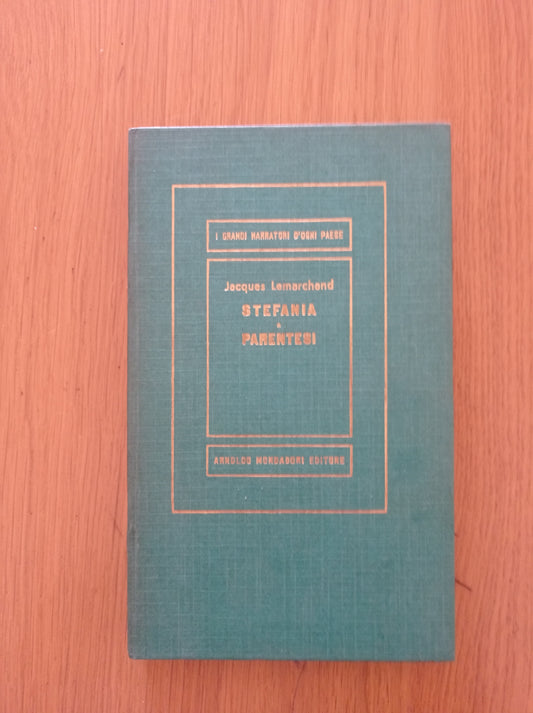 I GRANDI NARRATORI D'OGNI PAESE
Jacques Lemarchand
STEFANIA
e
PARENTESI
ARNOLDO MONDADORI EDITORE